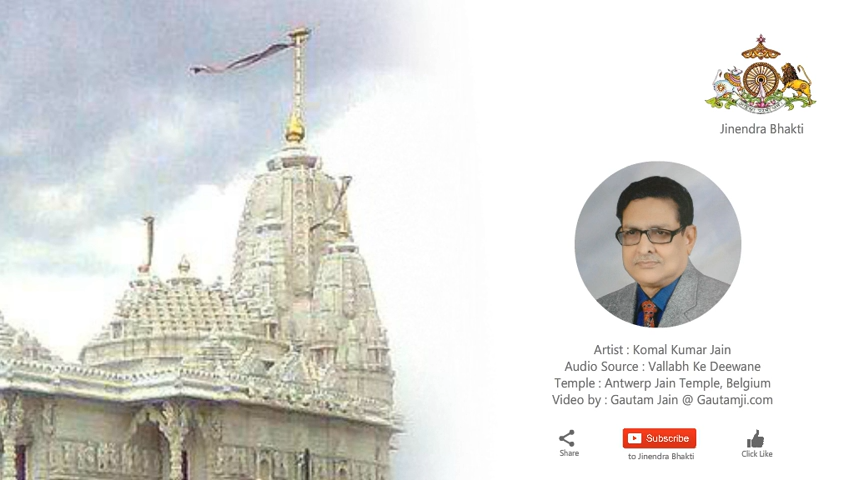 Jinendra Bhakti
Artist : Komal Kumar Jain
Audio Source : Vallabh Ke Deewane
Temple : Antwerp Jain Temple, Belgium
Video by : Gautam Jain @ Gautamji.com
Share
Subscribe
to Jinendra Bhakti
Click Like